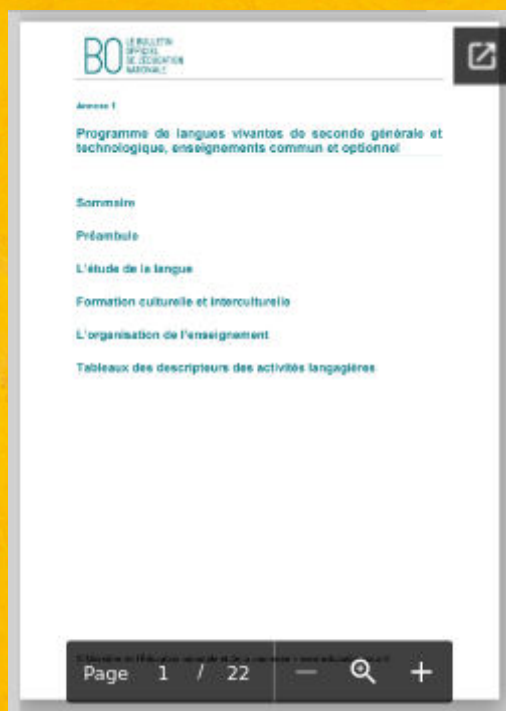 BO LE BULLETIN
OFFICIEL
DE L'ÉDUCATION
NATIONALE
Annexe 1
Programme de langues vivantes de seconde générale et
technologique, enseignements commun et optionnel
Sommaire
Préambule
L'étude de la langue
Formation culturelle et interculturelle
L'organisation de l'enseignement
Tableaux des descripteurs des activités langagières
Page 1 / 22